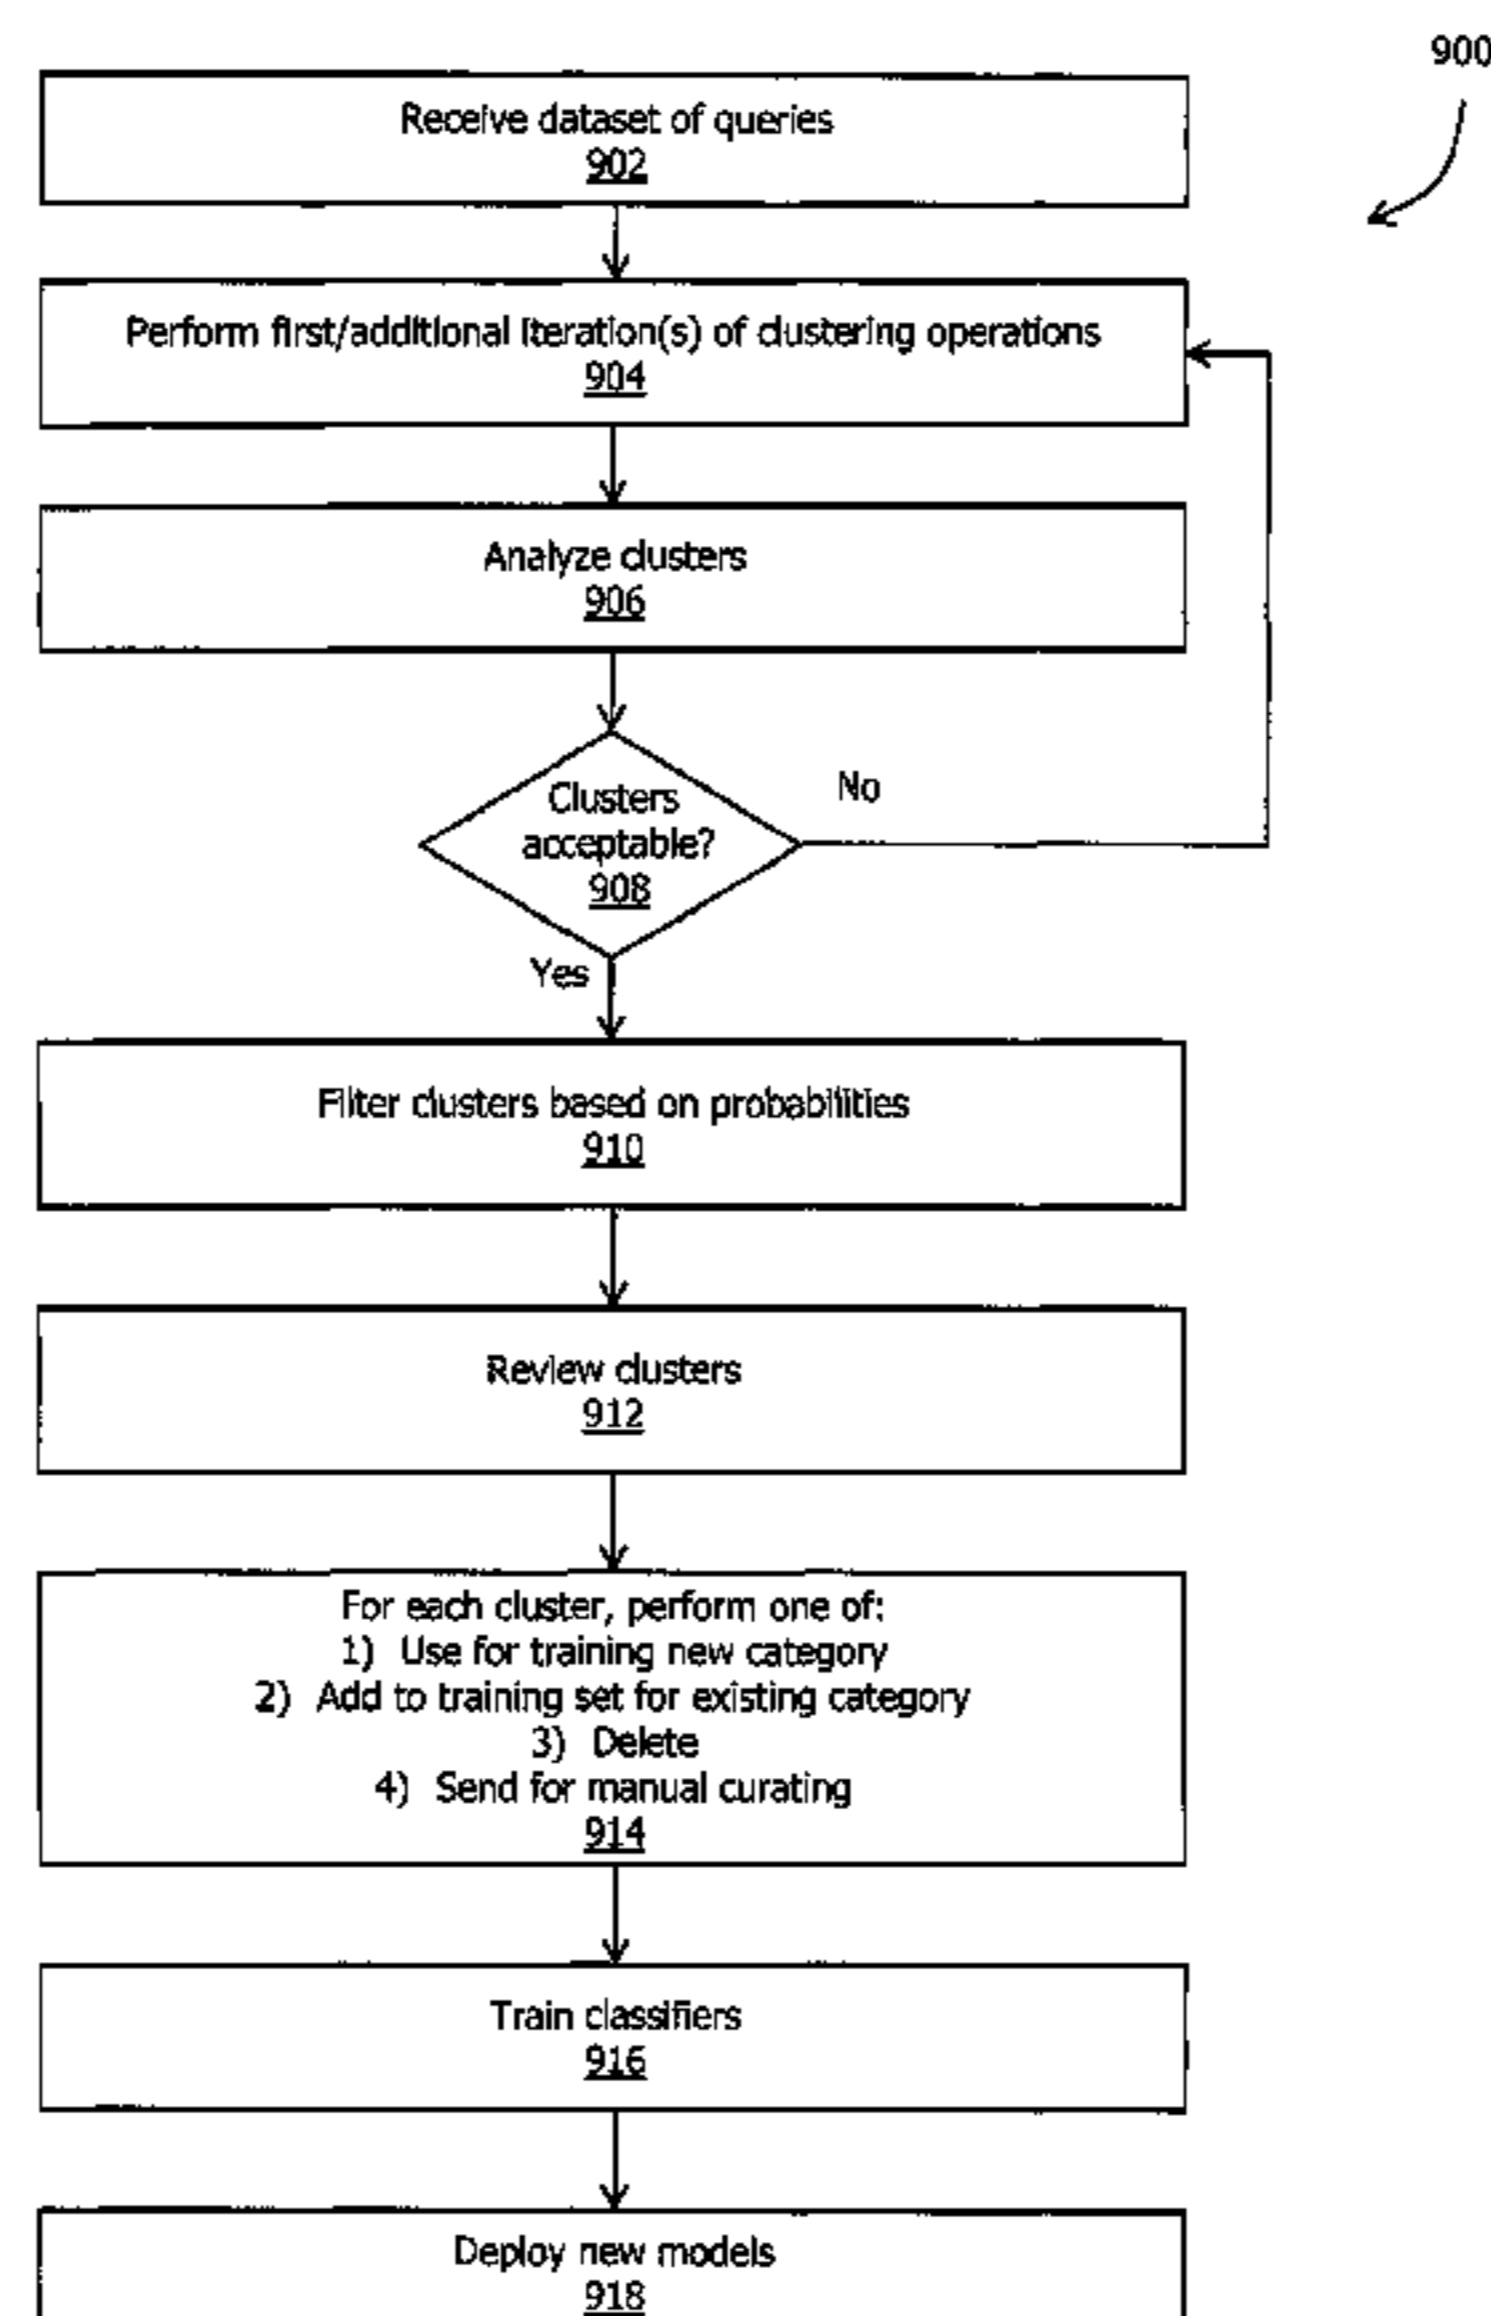 900
Receive dataset of queries
902
Perform first/additional iteration(s) of clustering operations
904
Analyze clusters
906
Clusters
acceptable?
908
No
Yes
Filter clusters based on probabilities
910
Review clusters
912
For each cluster, perform one of:
1) Use for training new category
2) Add to training set for existing category
3) Delete
4) Send for manual curating
914
Train classifiers
916
Deploy new models
918